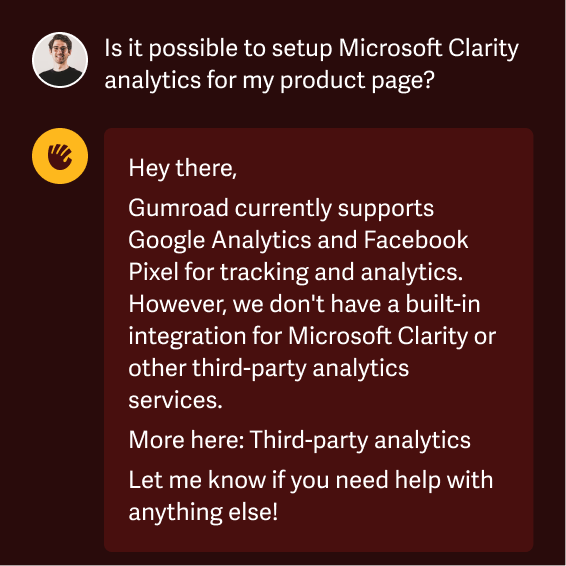 Is it possible to setup Microsoft Clarity
analytics for my product page?
Hey there,
Gumroad currently supports
Google Analytics and Facebook
Pixel for tracking and analytics.
However, we don't have a built-in
integration for Microsoft Clarity or
other third-party analytics
services.
More here: Third-party analytics
Let me know if you need help with
anything else!